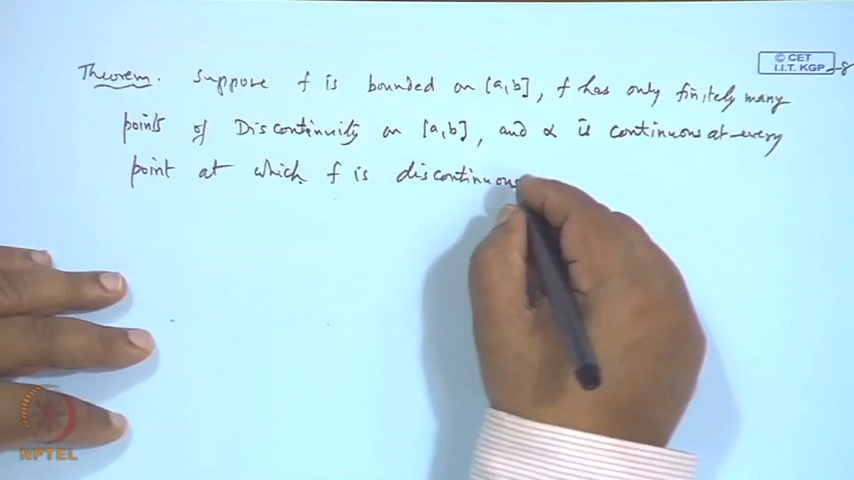 Theorem. Suppose f is bounded on [a,b], f has only finitely many
points of Discontinuity on [a,b], and α is continuous at every
point at which f is discontinuous
© CET
I.I.T. KGP
NPTEL